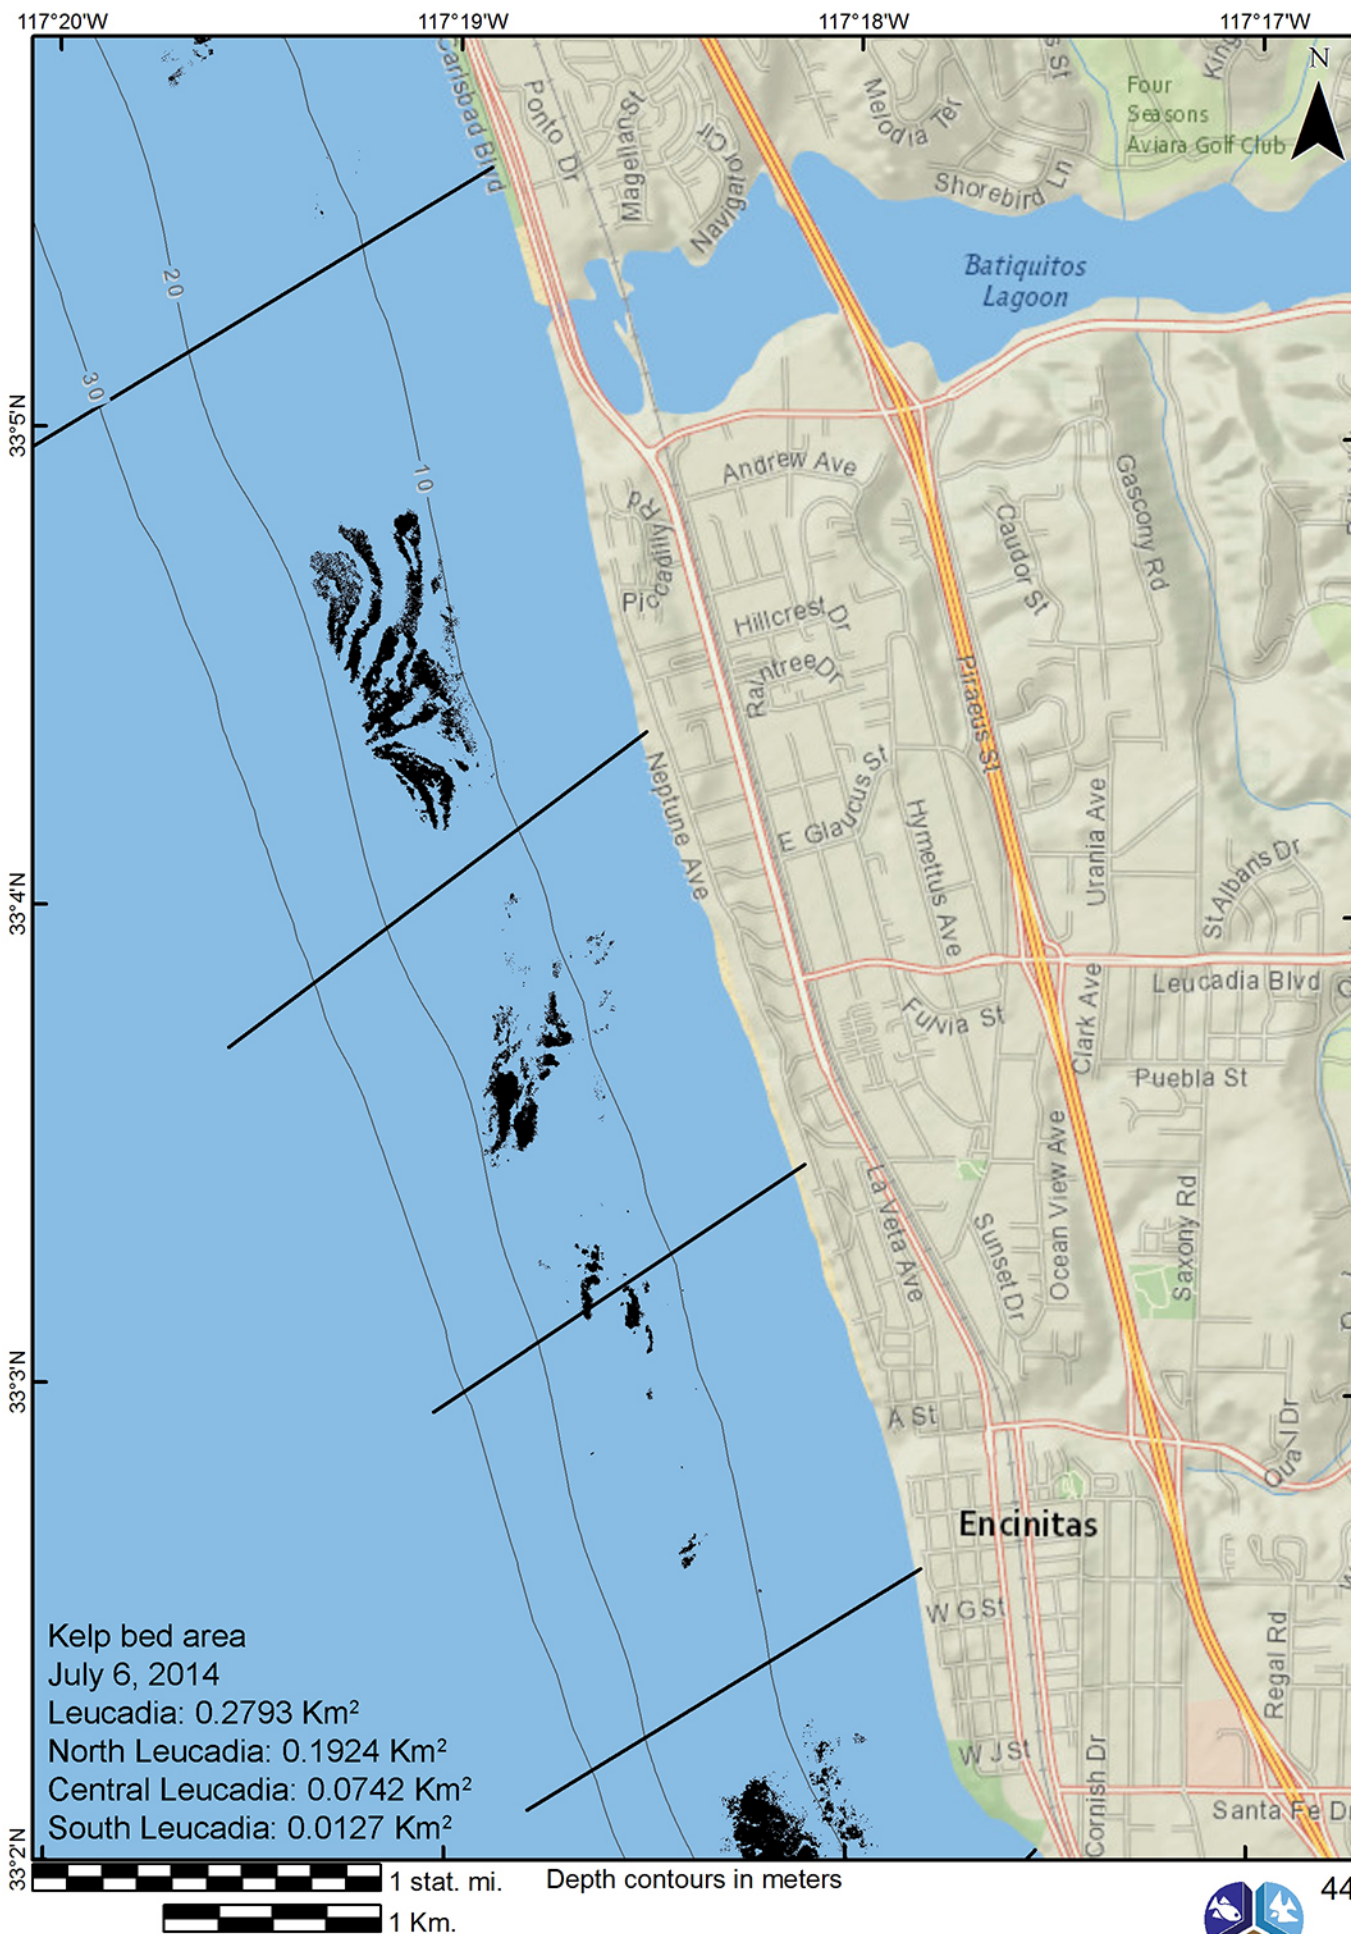 117°20'W
117°19'W
117°18'W
117°17'W
N
Carlsbad Blvd
Ponto Dr
Magellan St
Navigator Cir
Melodia Ter
Shorebird Ln
Four
Seasons
Aviara Golf Club
Batiquitos
Lagoon
20
30
10
33°5'N
Andrew Ave
Piccadilly Rd
Caudor St
Gascony Rd
Hillcrest Dr
Raintree Dr
Piraeus St
Neptune Ave
E Glaucus St
Hymettus Ave
Urania Ave
St Albans Dr
33°4'N
Leucadia Blvd
Fulvia St
Clark Ave
Puebla St
La Veta Ave
Sunset Dr
Ocean View Ave
Saxony Rd
33°3'N
A St
Quail Dr
Encinitas
W G St
Regal Rd
W J St
Cornish Dr
Santa Fe Dr
Kelp bed area
July 6, 2014
Leucadia: 0.2793 Km²
North Leucadia: 0.1924 Km²
Central Leucadia: 0.0742 Km²
South Leucadia: 0.0127 Km²
33°2'N
1 stat. mi.
Depth contours in meters
44
1 Km.